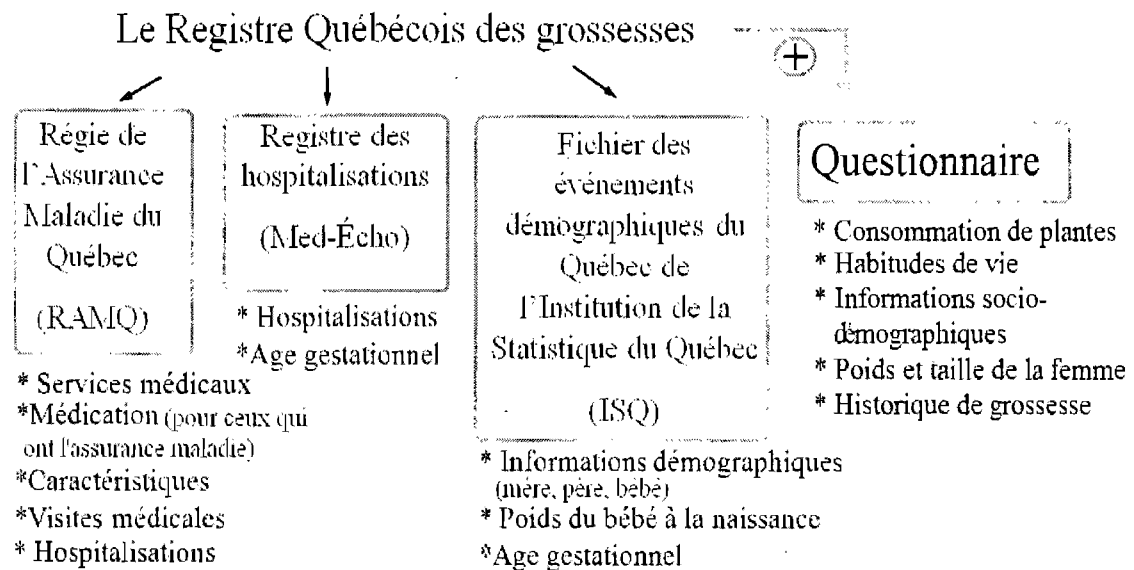 Le Registre Québécois des grossesses
+
Régie de
l'Assurance
Maladie du
Québec
(RAMQ)
* Services médicaux
*Médication (pour ceux qui
ont l'assurance maladie)
*Caractéristiques
*Visites médicales
* Hospitalisations
Registre des
hospitalisations
(Med-Écho)
* Hospitalisations
*Age gestationnel
Fichier des
événements
démographiques du
Québec de
l'Institution de la
Statistique du Québec
(ISQ)
* Informations démographiques
(mère, père, bébé)
* Poids du bébé à la naissance
*Age gestationnel
Questionnaire
* Consommation de plantes
* Habitudes de vie
* Informations socio-
démographiques
* Poids et taille de la femme
* Historique de grossesse